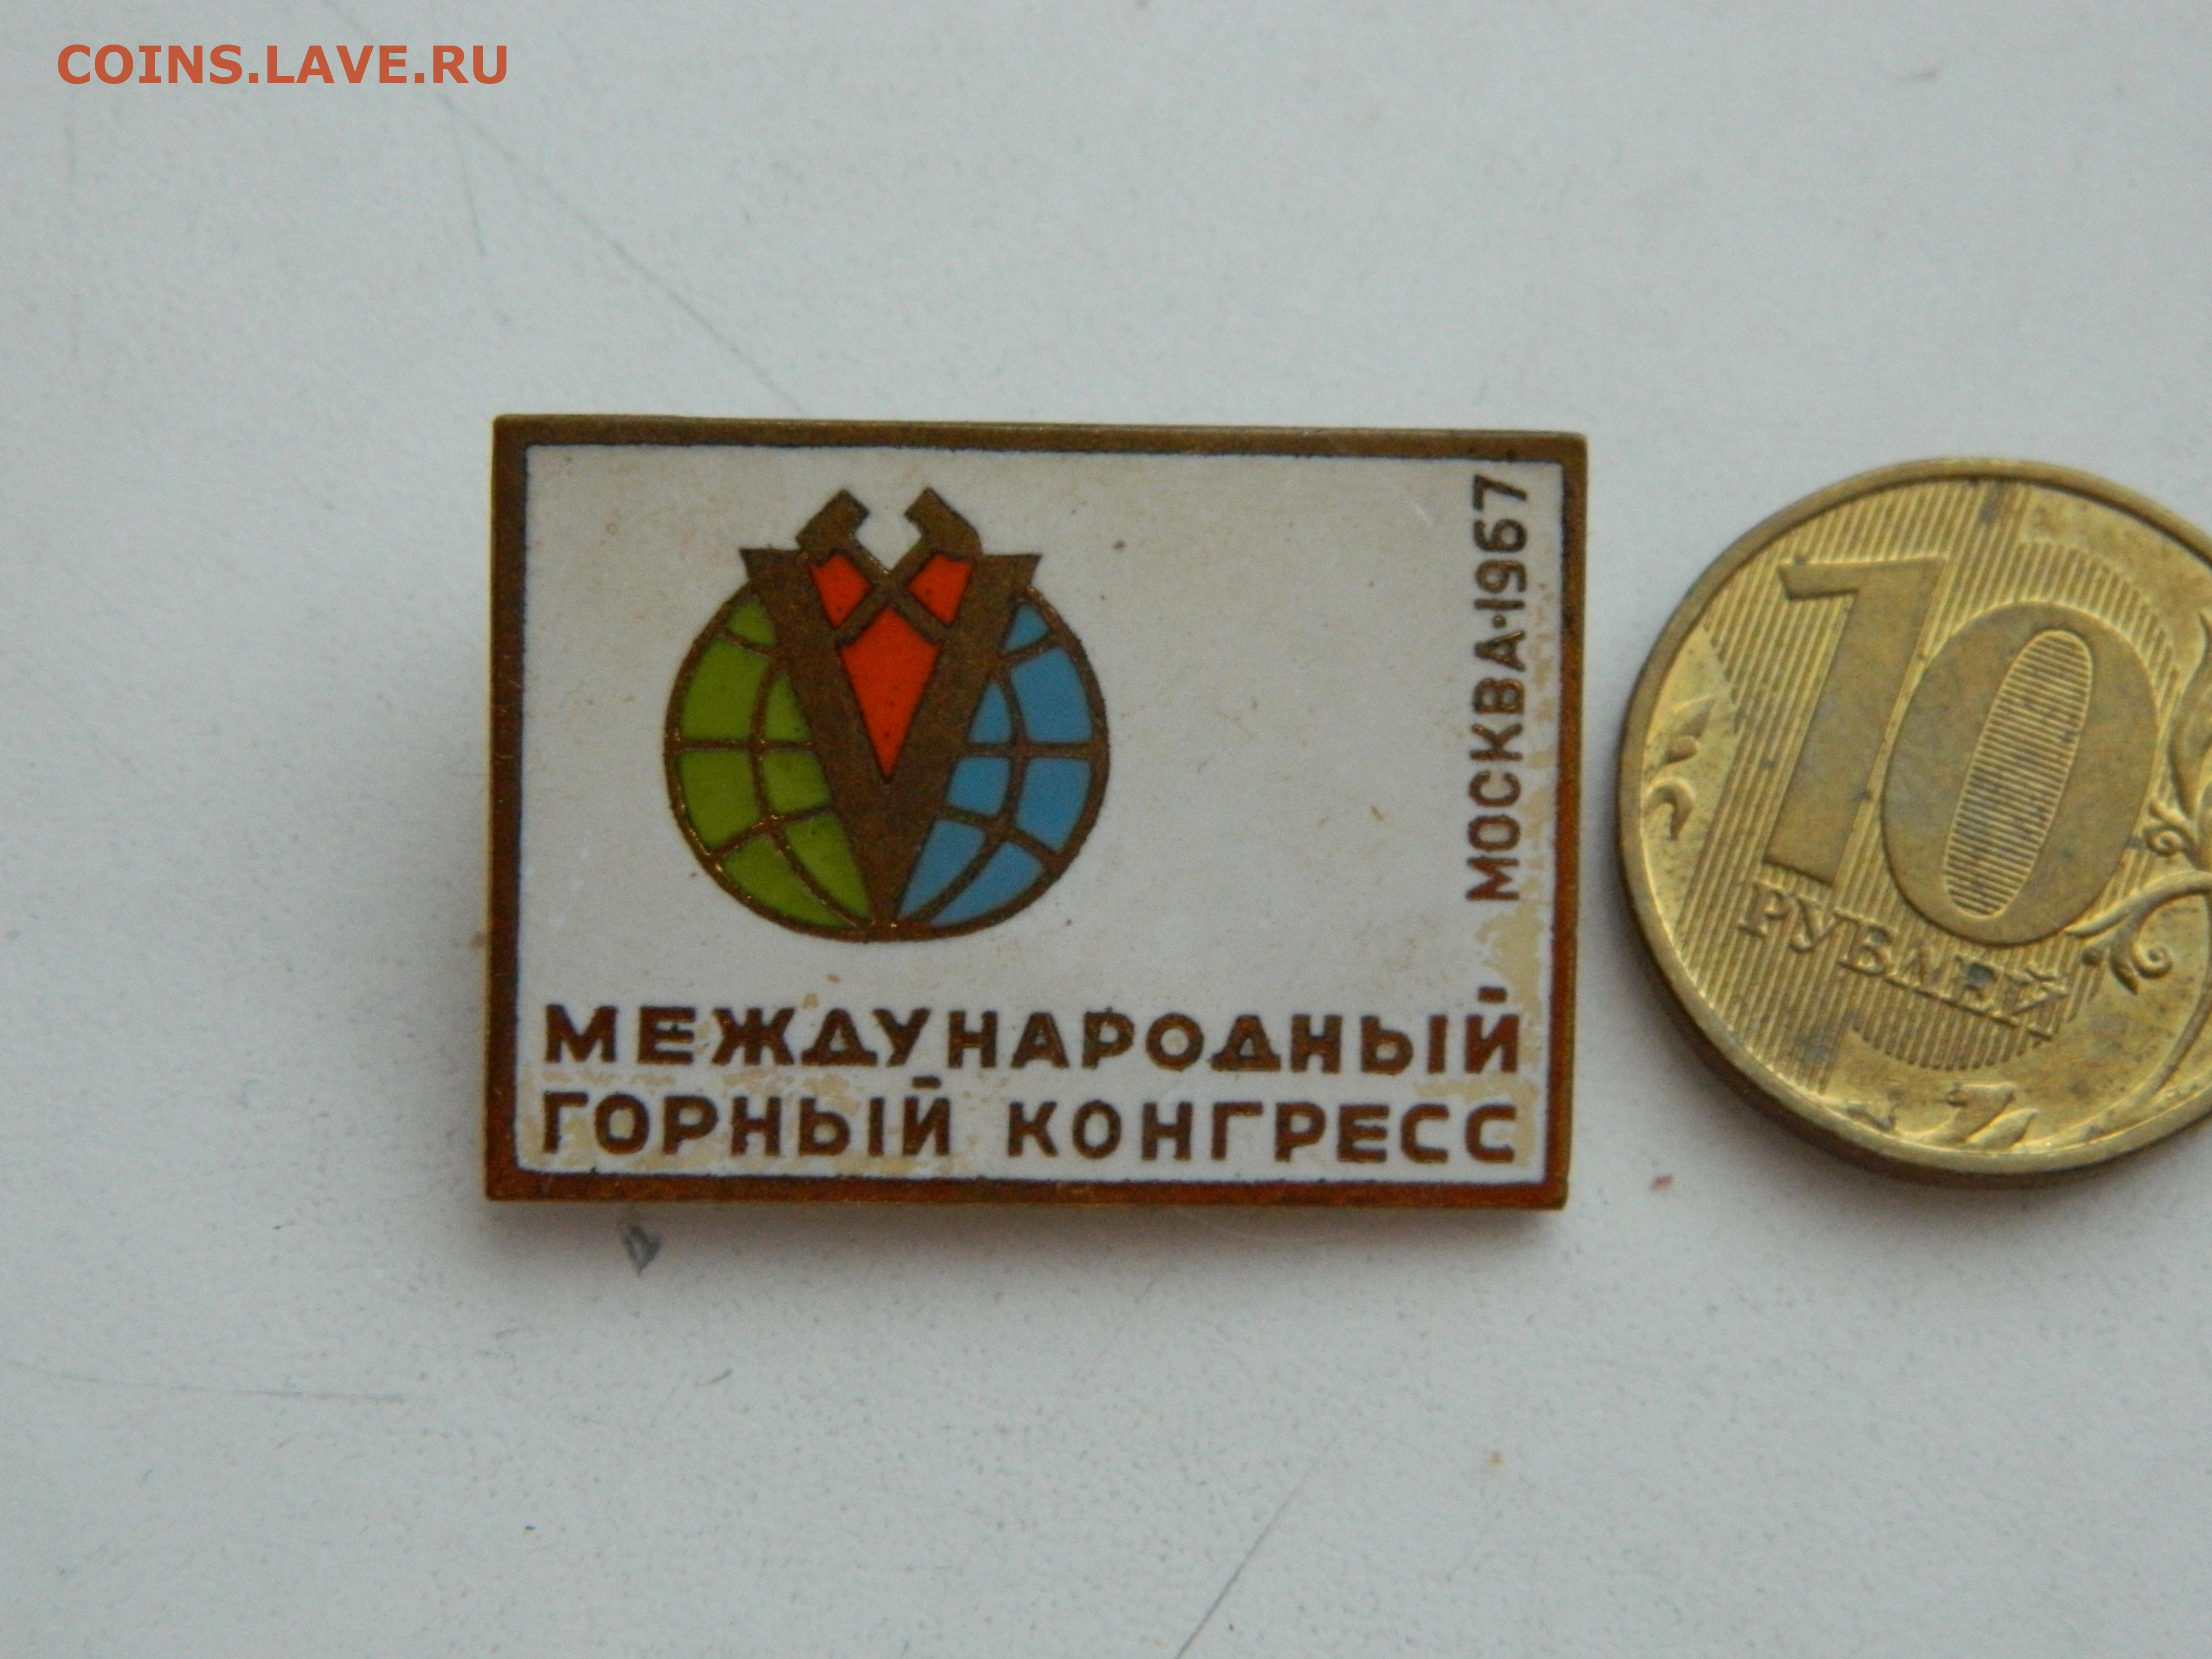 COINS.LAVE.RU
V
МОСКВА·1967
МЕЖДУНАРОДНЫЙ
ГОРНЫЙ КОНГРЕСС
10
РУБЛЕЙ